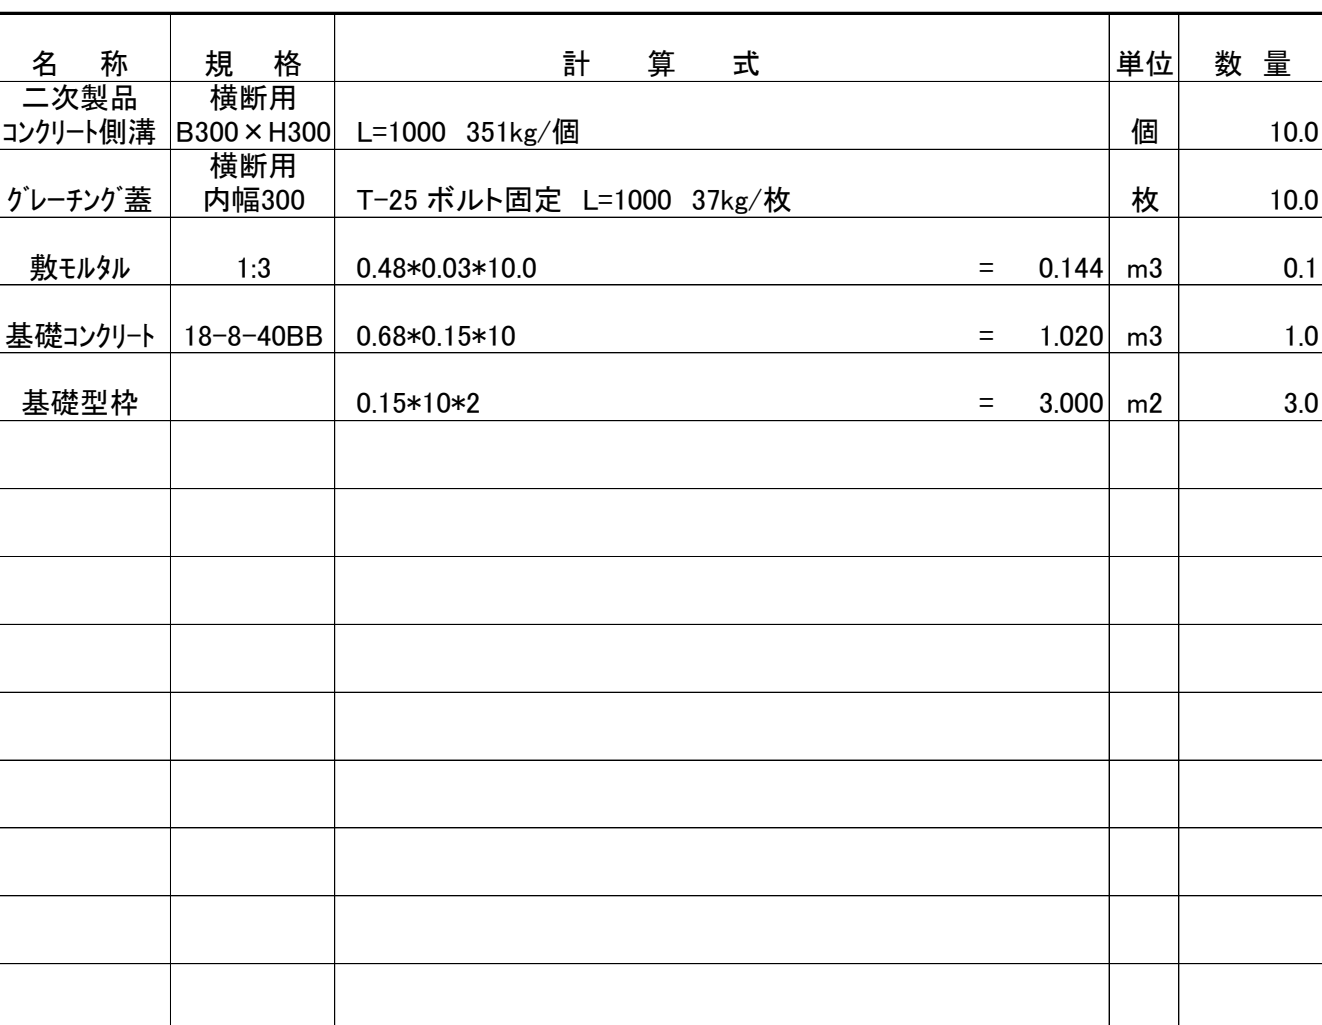 名 称 規 格 計 算 式 単位 数 量
二次製品 横断用
コンクリート側溝 B300×H300 L=1000 351kg/個 個 10.0
横断用
グレーチング蓋 内幅300 T-25 ボルト固定 L=1000 37kg/枚 枚 10.0
敷モルタル 1:3 0.48*0.03*10.0 = 0.144 m3 0.1
基礎コンクリート 18-8-40BB 0.68*0.15*10 = 1.020 m3 1.0
基礎型枠 0.15*10*2 = 3.000 m2 3.0